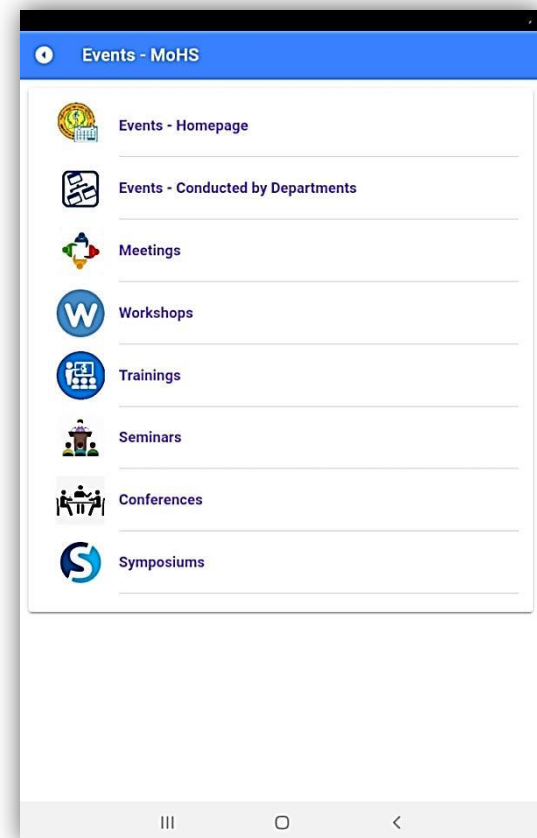 Events - MoHS
Events - Homepage
Events - Conducted by Departments
Meetings
W
Workshops
Trainings
Seminars
Conferences
S
Symposiums